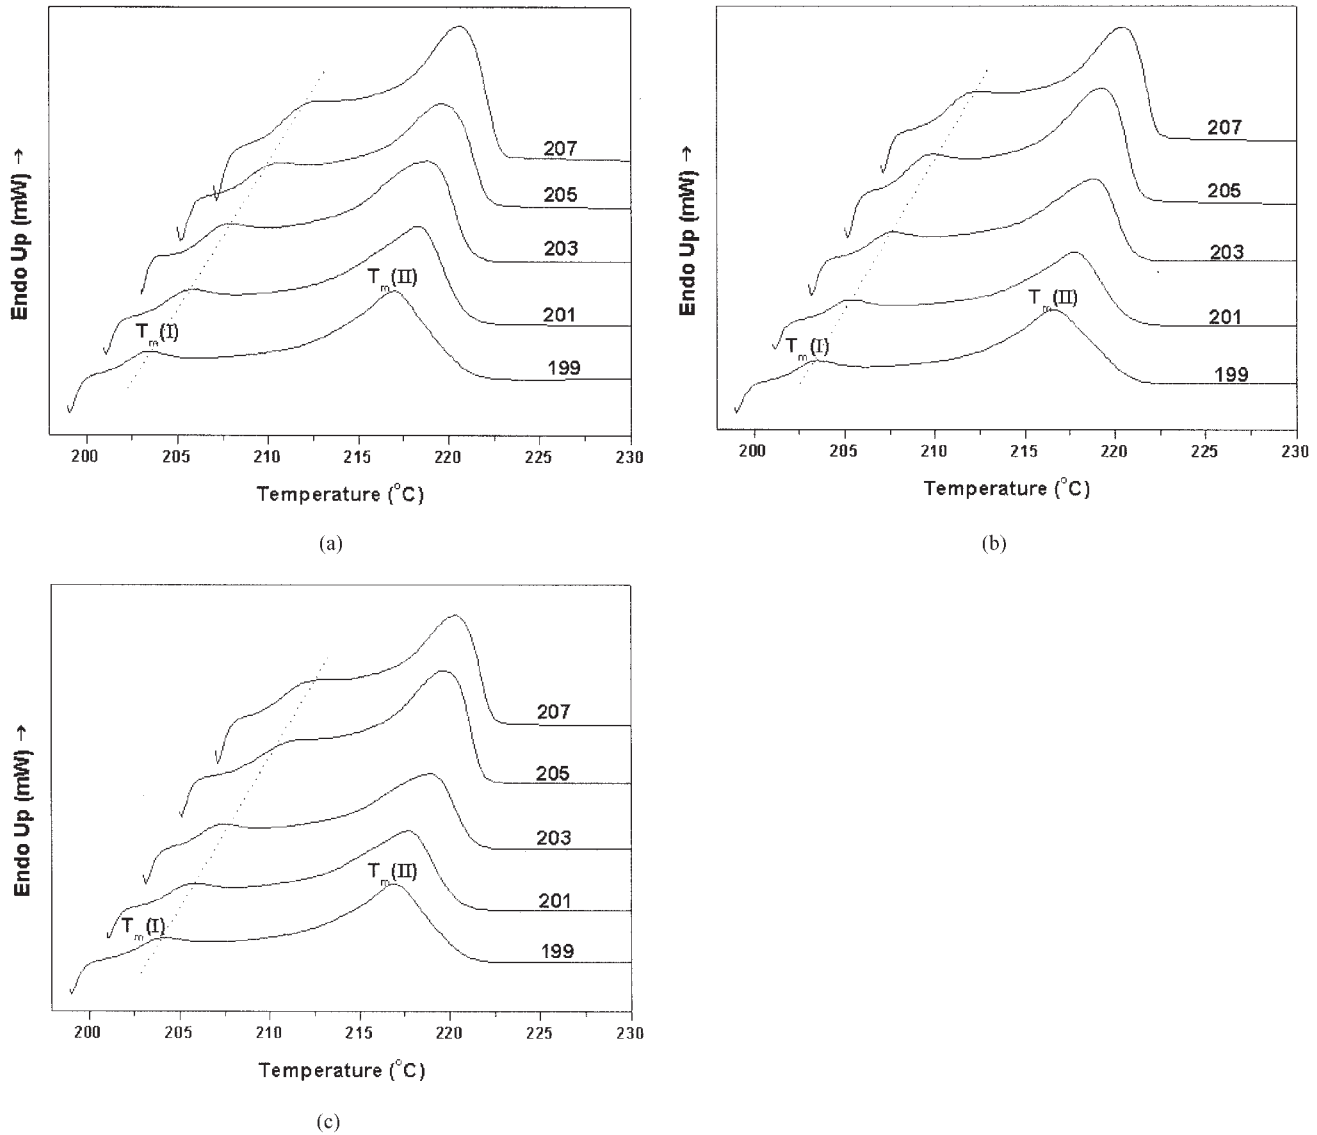 Endo Up (mW) →
207
205
203
201
199
Tm(II)
Tm(I)
200 205 210 215 220 225 230
Temperature (°C)
(a)
Endo Up (mW) →
207
205
203
201
199
Tm(II)
Tm(I)
200 205 210 215 220 225 230
Temperature (°C)
(b)
Endo Up (mW) →
207
205
203
201
199
Tm(II)
Tm(I)
200 205 210 215 220 225 230
Temperature (°C)
(c)